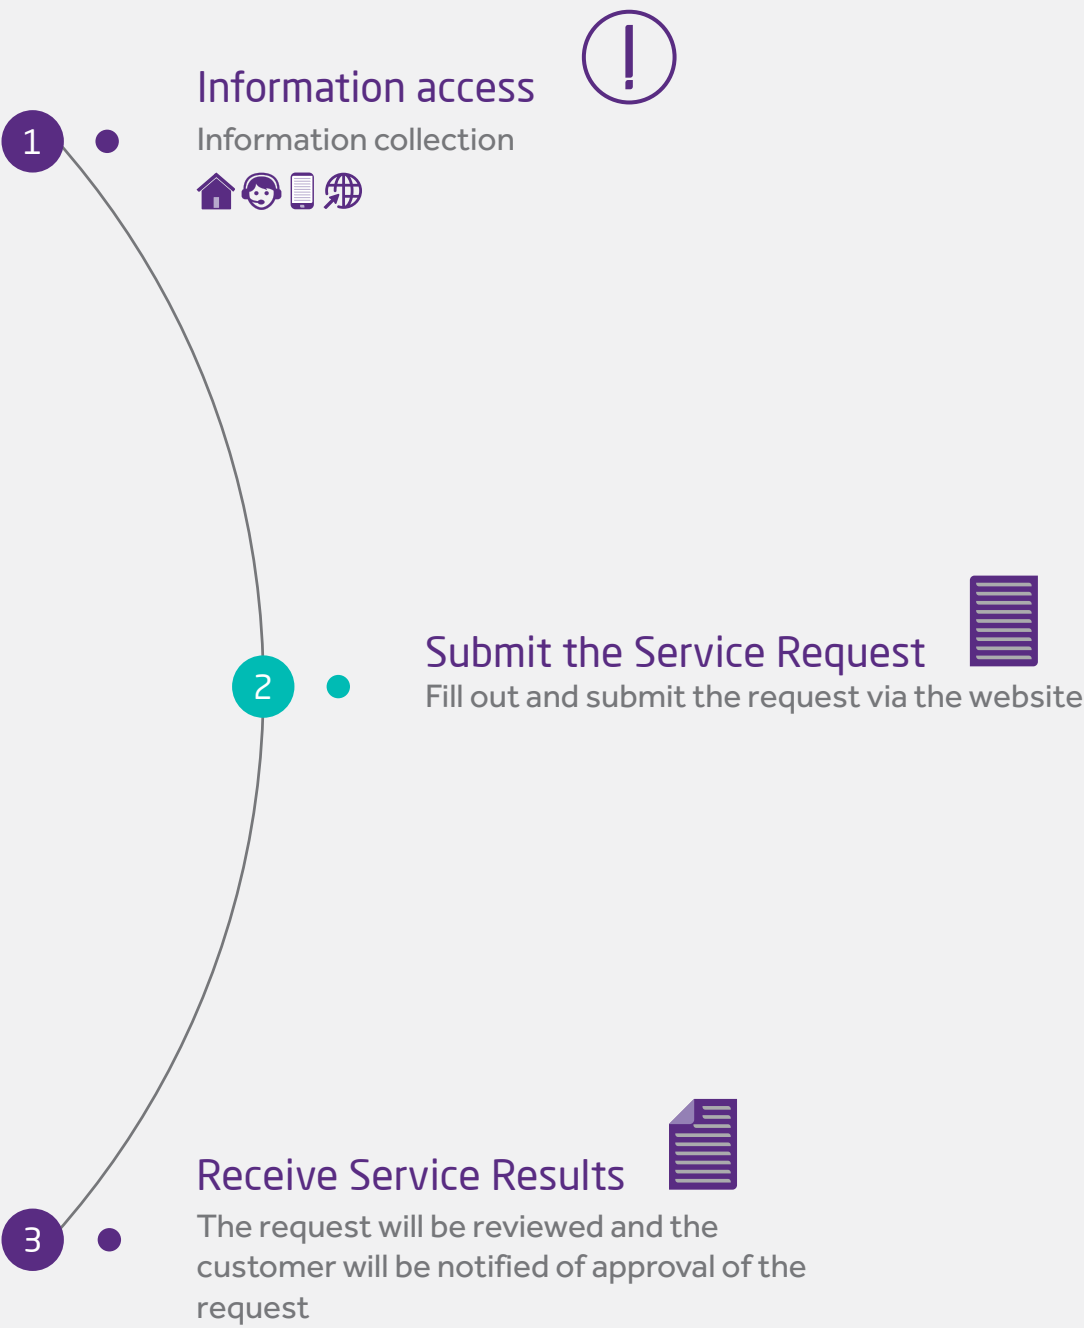 Information access
1
Information collection
Submit the Service Request
2
Fill out and submit the request via the website
Receive Service Results
3
The request will be reviewed and the
customer will be notified of approval of the
request